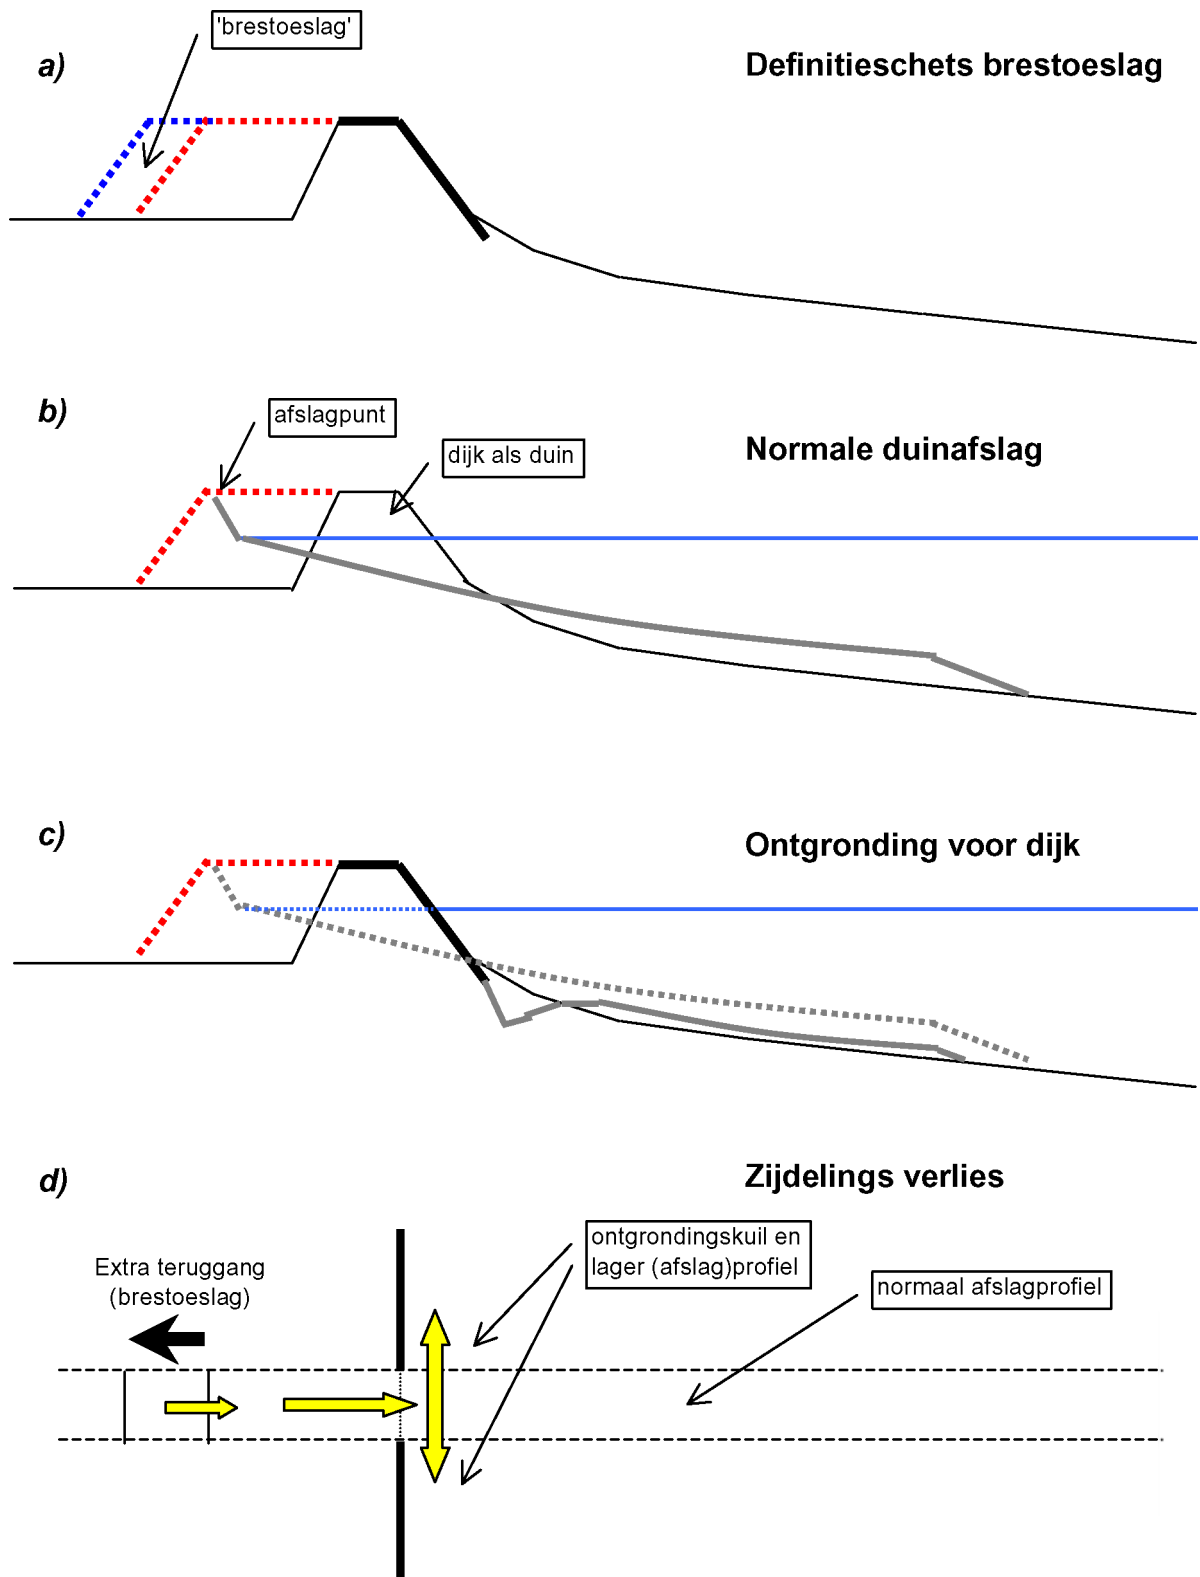 'brestoeslag'
a)
Definitieschets brestoeslag
b)
afslagpunt
dijk als duin
Normale duinafslag
c)
Ontgronding voor dijk
d)
Zijdelings verlies
ontgrondingskuil en
lager (afslag)profiel
Extra teruggang
(brestoeslag)
normaal afslagprofiel